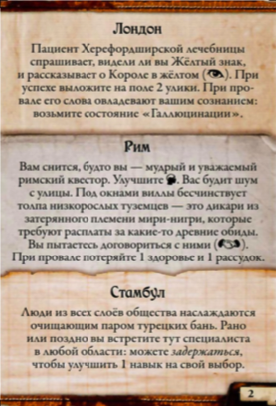 Лондон
Пациент Херефордширской лечебницы
спрашивает, видели ли вы Жёлтый знак,
и рассказывает о Короле в жёлтом ( ). При
успехе выложите на поле 2 улики. При про-
вале его слова овладевают вашим сознанием:
возьмите состояние «Галлюцинации».
Рим
Вам снится, будто вы — мудрый и уважаемый
римский квестор. Улучшите . Вас будит шум
с улицы. Под окнами виллы бесчинствует
толпа низкорослых туземцев — это дикари из
затерянного племени мири-нигри, которые
требуют расплаты за какие-то древние обиды.
Вы пытаетесь договориться с ними ( ).
При провале потеряйте 1 здоровье и 1 рассудок.
Стамбул
Люди из всех слоёв общества наслаждаются
очищающим паром турецких бань. Рано
или поздно вы встретите тут специалиста
в любой области: можете задержаться,
чтобы улучшить 1 навык на свой выбор.
2